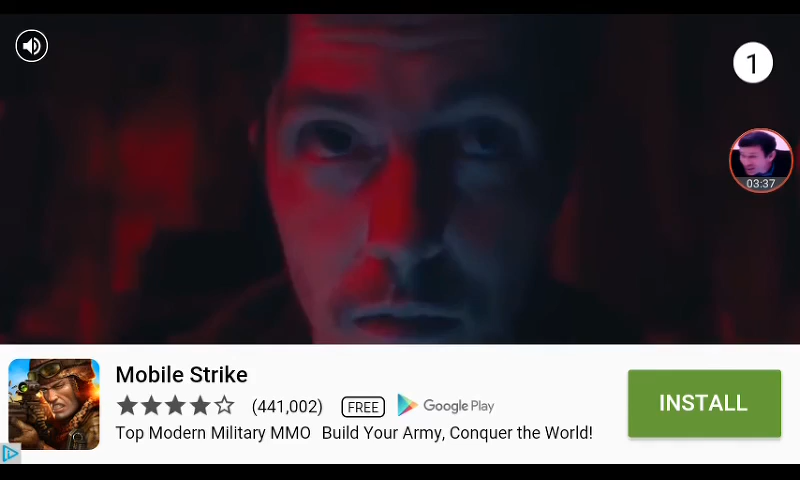 1
03:37
Mobile Strike
(441,002) FREE Google Play
Top Modern Military MMO Build Your Army, Conquer the World!
INSTALL